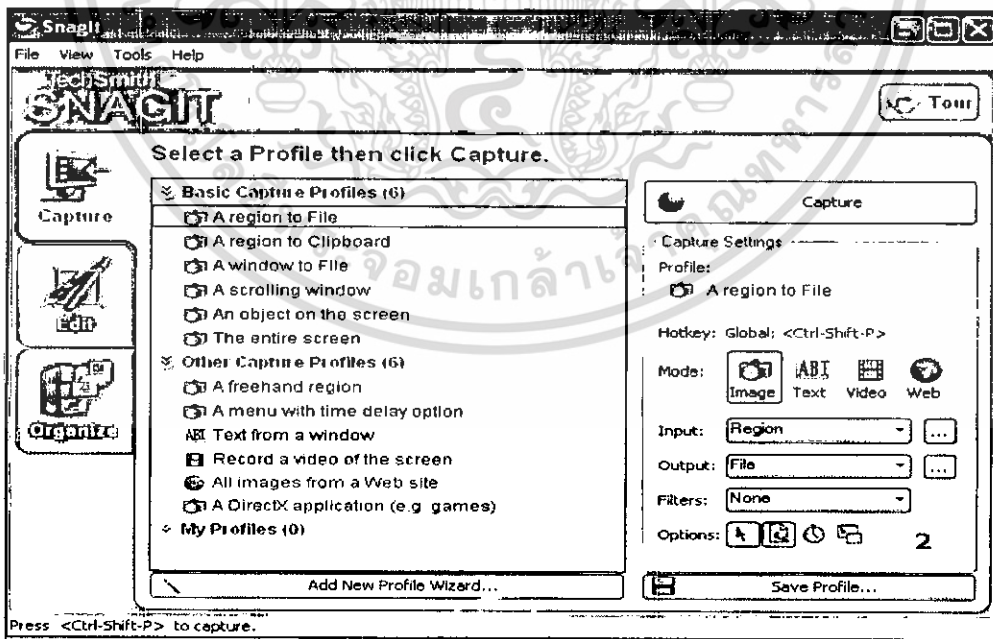 SnagIt
File View Tools Help
TechSmith
SNAGIT
Tour
Capture
Edit
Organize
Select a Profile then click Capture.
Basic Capture Profiles (6)
A region to File
A region to Clipboard
A window to File
A scrolling window
An object on the screen
The entire screen
Other Capture Profiles (6)
A freehand region
A menu with time delay option
ABI Text from a window
Record a video of the screen
All images from a Web site
A DirectX application (e.g. games)
My Profiles (0)
Add New Profile Wizard...
Capture
Capture Settings
Profile:
A region to File
Hotkey: Global: <Ctrl-Shift-P>
Mode: Image ABI Text Video Web
Input: Region ...
Output: File ...
Filters: None
Options: 2
Save Profile...
Press <Ctrl-Shift-P> to capture.